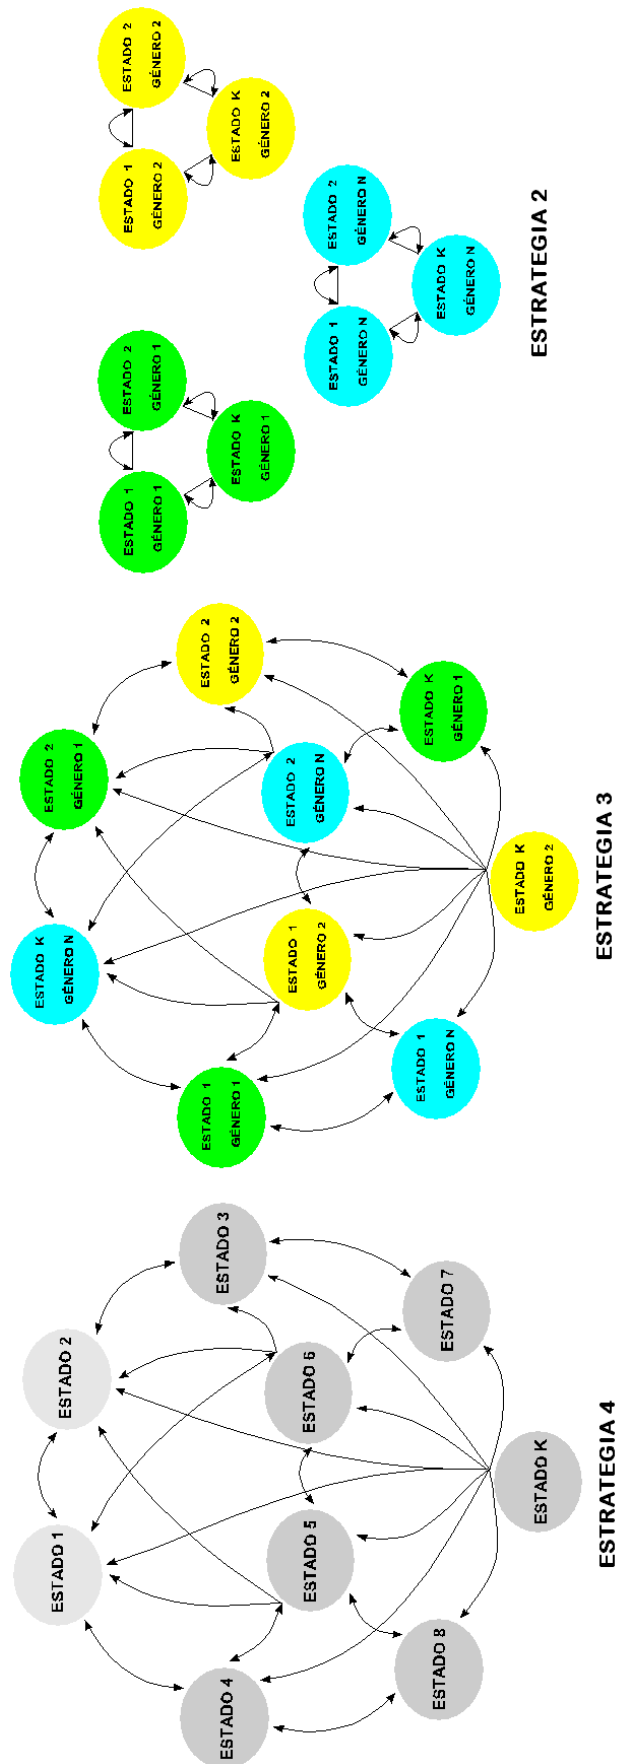 ESTADO 1
ESTADO 2
ESTADO 4
ESTADO 3
ESTADO 5
ESTADO 6
ESTADO 8
ESTADO 7
ESTADO K
ESTRATEGIA 4
ESTADO K
GÉNERO N
ESTADO 2
GÉNERO 1
ESTADO 1
GÉNERO 1
ESTADO 2
GÉNERO 2
ESTADO 1
GÉNERO 2
ESTADO 2
GÉNERO N
ESTADO 1
GÉNERO N
ESTADO K
GÉNERO 1
ESTADO K
GÉNERO 2
ESTRATEGIA 3
ESTADO 1
GÉNERO 1
ESTADO 2
GÉNERO 1
ESTADO K
GÉNERO 1
ESTADO 1
GÉNERO 2
ESTADO 2
GÉNERO 2
ESTADO K
GÉNERO 2
ESTADO 1
GÉNERO N
ESTADO 2
GÉNERO N
ESTADO K
GÉNERO N
ESTRATEGIA 2